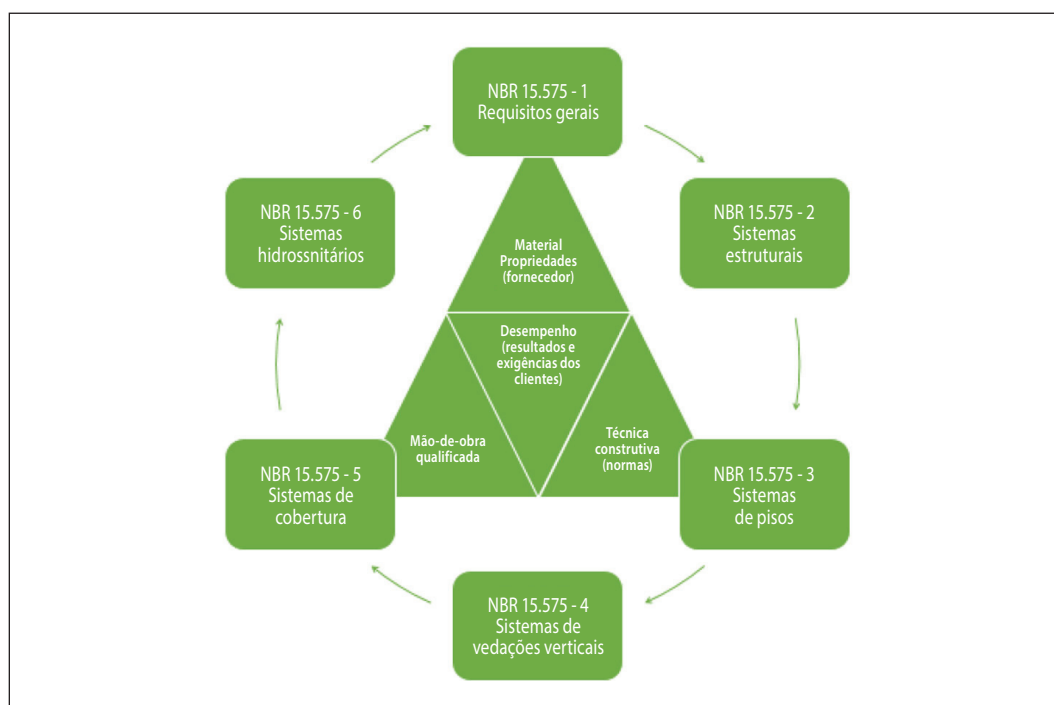 NBR 15.575 - 1
Requisitos gerais
NBR 15.575 - 2
Sistemas
estruturais
NBR 15.575 - 3
Sistemas
de pisos
NBR 15.575 - 4
Sistemas de
vedações verticais
NBR 15.575 - 5
Sistemas de
cobertura
NBR 15.575 - 6
Sistemas
hidrossnitários
Material
Propriedades
(fornecedor)
Desempenho
(resultados e
exigências dos
clientes)
Mão-de-obra
qualificada
Técnica
construtiva
(normas)